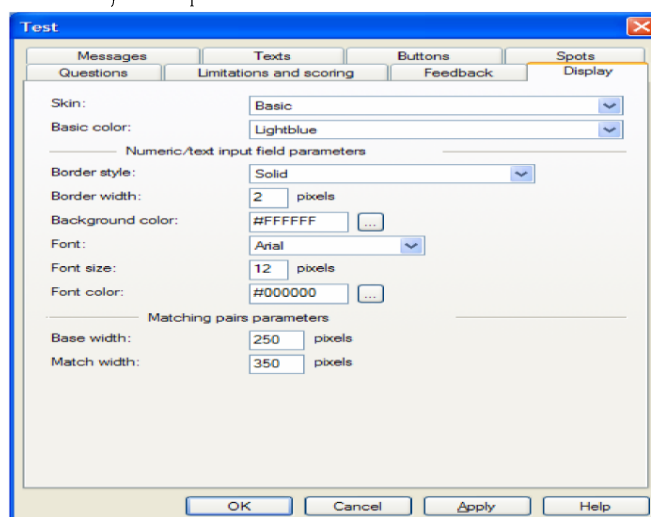 Test
Messages Texts Buttons Spots
Questions Limitations and scoring Feedback Display
Skin: Basic
Basic color: Lightblue
Numeric/text input field parameters
Border style: Solid
Border width: 2 pixels
Background color: #FFFFFF ...
Font: Arial
Font size: 12 pixels
Font color: #000000 ...
Matching pairs parameters
Base width: 250 pixels
Match width: 350 pixels
OK Cancel Apply Help